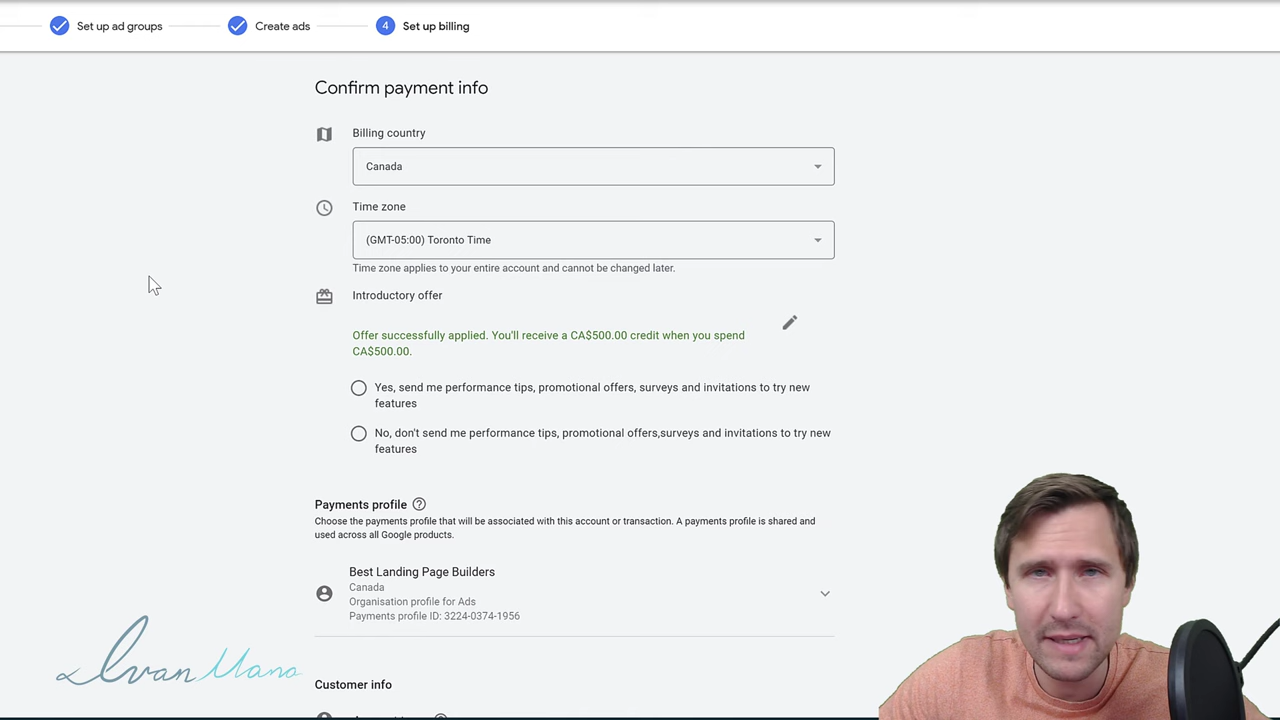 Set up ad groups
Create ads
4
Set up billing
Confirm payment info
Billing country
Canada
Time zone
(GMT-05:00) Toronto Time
Time zone applies to your entire account and cannot be changed later.
Introductory offer
Offer successfully applied. You'll receive a CA$500.00 credit when you spend
CA$500.00.
Yes, send me performance tips, promotional offers, surveys and invitations to try new
features
No, don't send me performance tips, promotional offers,surveys and invitations to try new
features
Payments profile ?
Choose the payments profile that will be associated with this account or transaction. A payments profile is shared and
used across all Google products.
Best Landing Page Builders
Canada
Organisation profile for Ads
Payments profile ID: 3224-0374-1956
Ivan Mana
Customer info